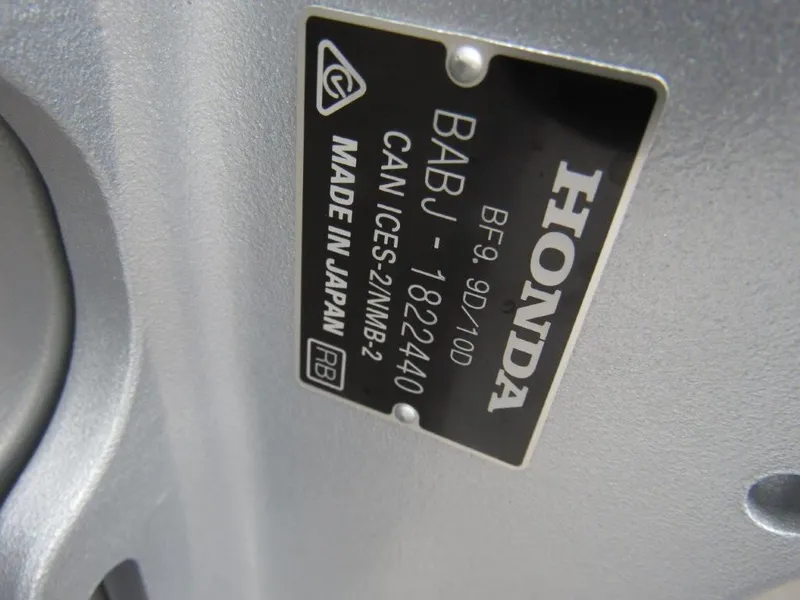 HONDA
BF9.9D/10D
BABJ-1822440
CAN ICES-2/NMB-2
MADE IN JAPAN RB